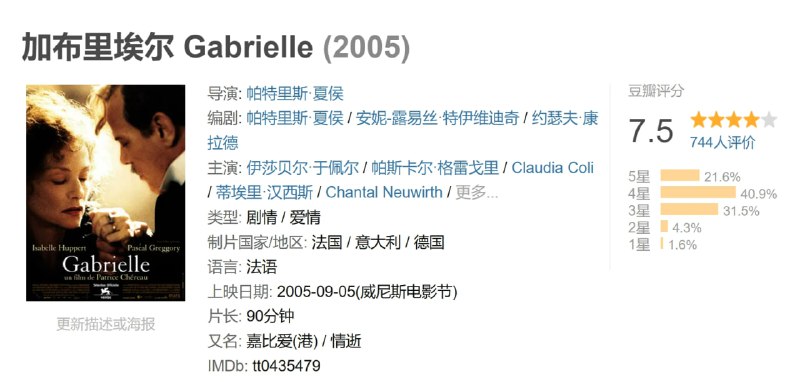 加布里埃尔 Gabrielle (2005)
Isabelle Huppert
Pascal Greggory
Gabrielle
un film de Patrice Chéreau
更新描述或海报
导演: 帕特里斯·夏侯
编剧: 帕特里斯·夏侯 / 安妮-露易丝·特伊维迪奇 / 约瑟夫·康
拉德
主演: 伊莎贝尔·于佩尔 / 帕斯卡尔·格雷戈里 / Claudia Coli
/ 蒂埃里·汉西斯 / Chantal Neuwirth / 更多...
类型: 剧情 / 爱情
制片国家/地区: 法国 / 意大利 / 德国
语言: 法语
上映日期: 2005-09-05(威尼斯电影节)
片长: 90分钟
又名: 嘉比爱(港) / 情逝
IMDb: tt0435479
豆瓣评分
7.5
744人评价
5星 21.6%
4星 40.9%
3星 31.5%
2星 4.3%
1星 1.6%